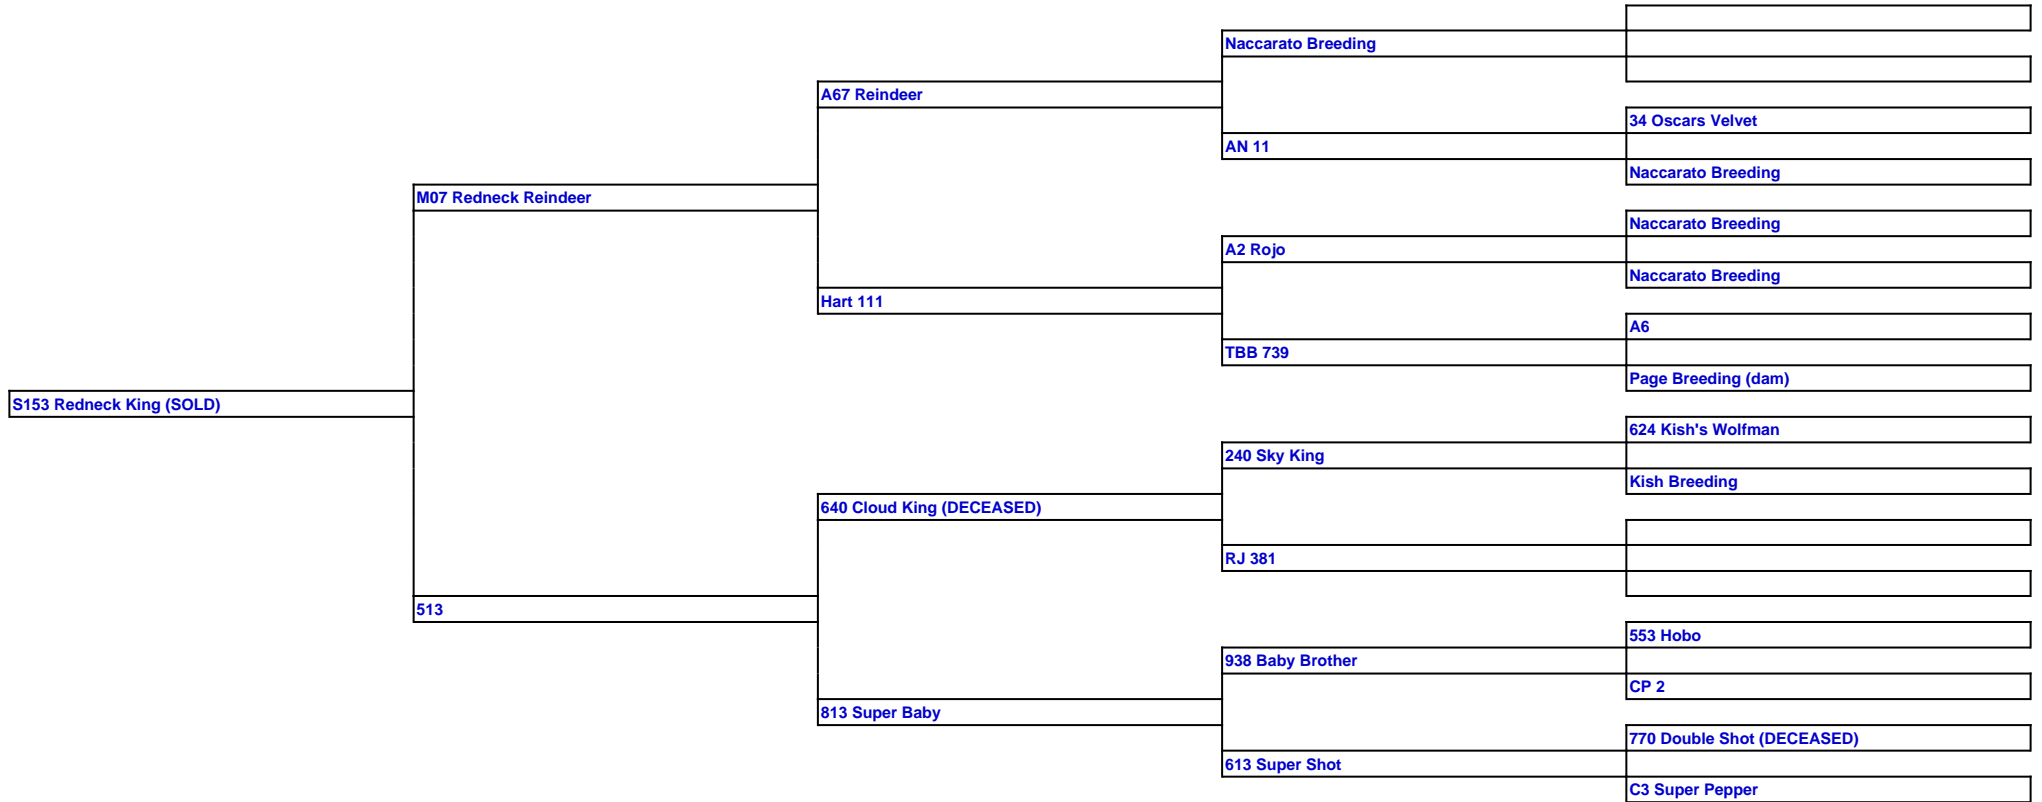 Naccarato Breeding
A67 Reindeer
34 Oscars Velvet
AN 11
Naccarato Breeding
M07 Redneck Reindeer
Naccarato Breeding
A2 Rojo
Naccarato Breeding
Hart 111
A6
TBB 739
Page Breeding (dam)
S153 Redneck King (SOLD)
624 Kish's Wolfman
240 Sky King
Kish Breeding
640 Cloud King (DECEASED)
RJ 381
513
553 Hobo
938 Baby Brother
CP 2
813 Super Baby
770 Double Shot (DECEASED)
613 Super Shot
C3 Super Pepper